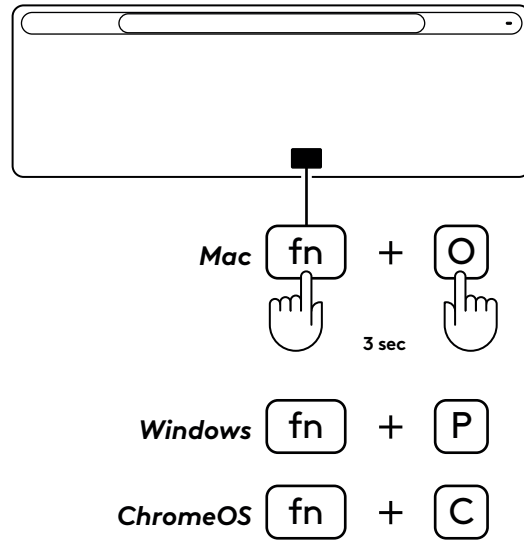 Mac fn + O
3 sec
Windows fn + P
ChromeOS fn + C